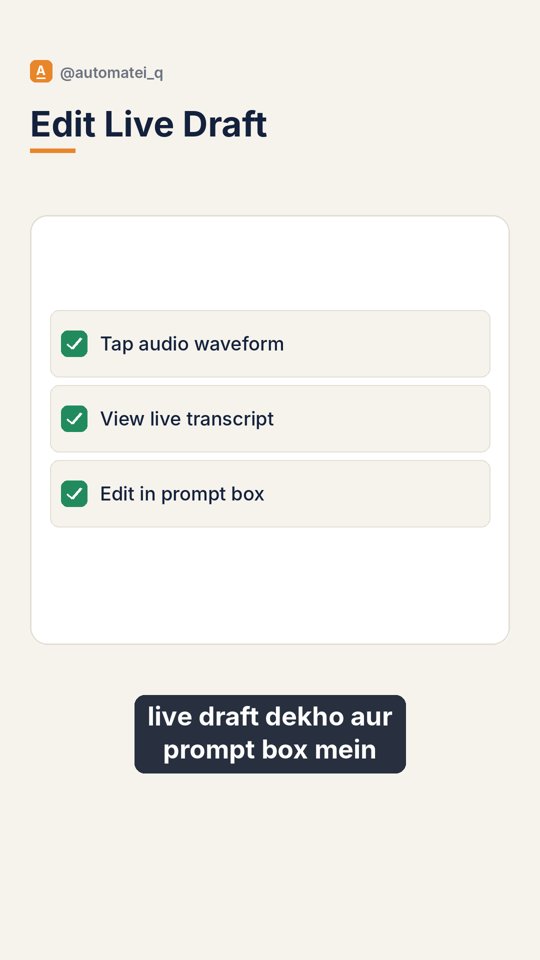 A
@automatei_q
Edit Live Draft
Tap audio waveform
View live transcript
Edit in prompt box
live draft dekho aur
prompt box mein